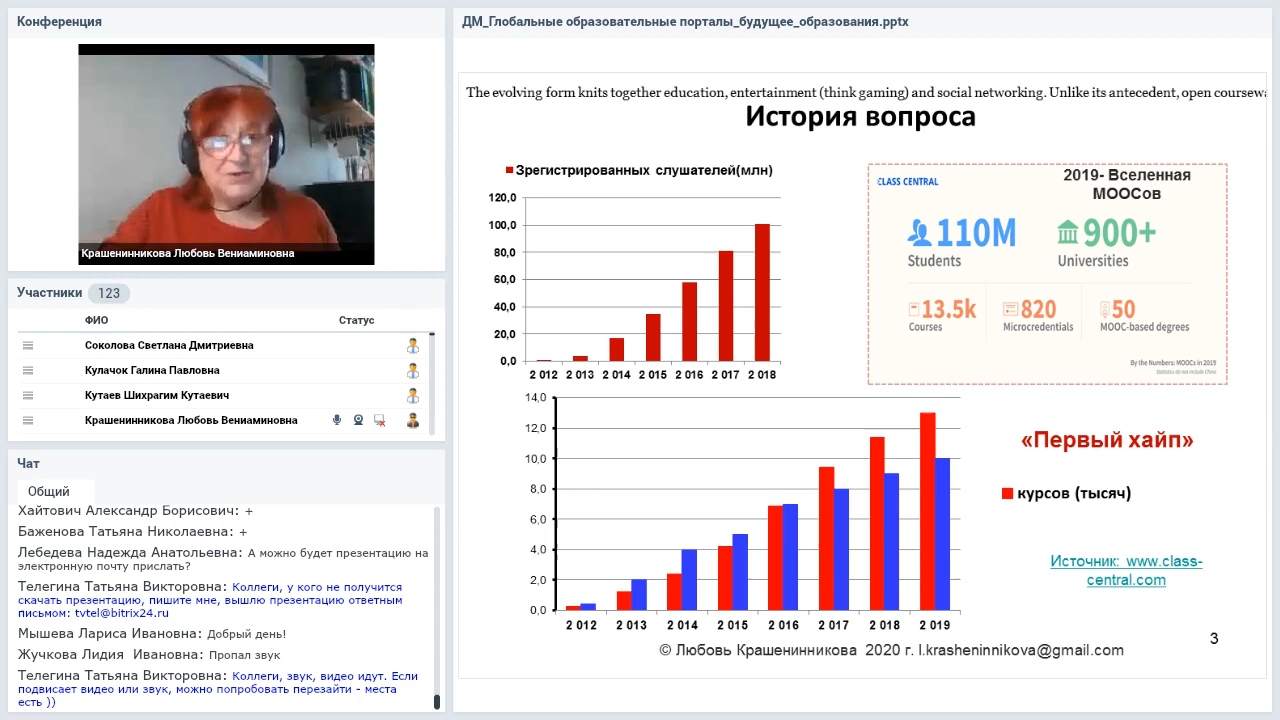 Конференция
Крашенинникова Любовь Вениаминовна
Участники 123
ФИО Статус
Соколова Светлана Дмитриевна
Кулачок Галина Павловна
Кутаев Шихрагим Кутаевич
Крашенинникова Любовь Вениаминовна
Чат
Общий
Хайтович Александр Борисович: +
Баженова Татьяна Николаевна: +
Лебедева Надежда Анатольевна: А можно будет презентацию на
электронную почту прислать?
Телегина Татьяна Викторовна: Коллеги, у кого не получится
скачать презентацию, пишите мне, вышлю презентацию ответным
письмом: tvtel@bitrix24.ru
Мышева Лариса Ивановна: Добрый день!
Жучкова Лидия Ивановна: Пропал звук
Телегина Татьяна Викторовна: Коллеги, звук, видео идут. Если
подвисает видео или звук, можно попробовать перезайти - места
есть ))
ДМ_Глобальные образовательные порталы_будущее_образования.pptx
The evolving form knits together education, entertainment (think gaming) and social networking. Unlike its antecedent, open coursewa
История вопроса
Зрегистрированных слушателей(млн)
120,0
100,0
80,0
60,0
40,0
20,0
0,0
2 012 2 013 2 014 2 015 2 016 2 017 2 018
CLASS CENTRAL
2019- Вселенная
МООСов
110M 900+
Students Universities
13.5k 820 50
Courses Microcredentials MOOC-based degrees
By the Numbers: MOOCs in 2019
Statistics do not include China
14,0
12,0
10,0
8,0
6,0
4,0
2,0
0,0
2 012 2 013 2 014 2 015 2 016 2 017 2 018 2 019
«Первый хайп»
курсов (тысяч)
Источник: www.class-
central.com
© Любовь Крашенинникова 2020 г. l.krasheninnikova@gmail.com
3